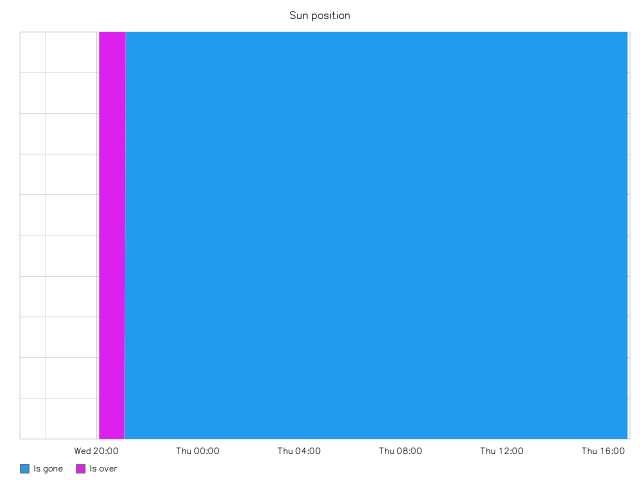 Sun position
Wed 20:00 Thu 00:00 Thu 04:00 Thu 08:00 Thu 12:00 Thu 16:00
Is gone Is over